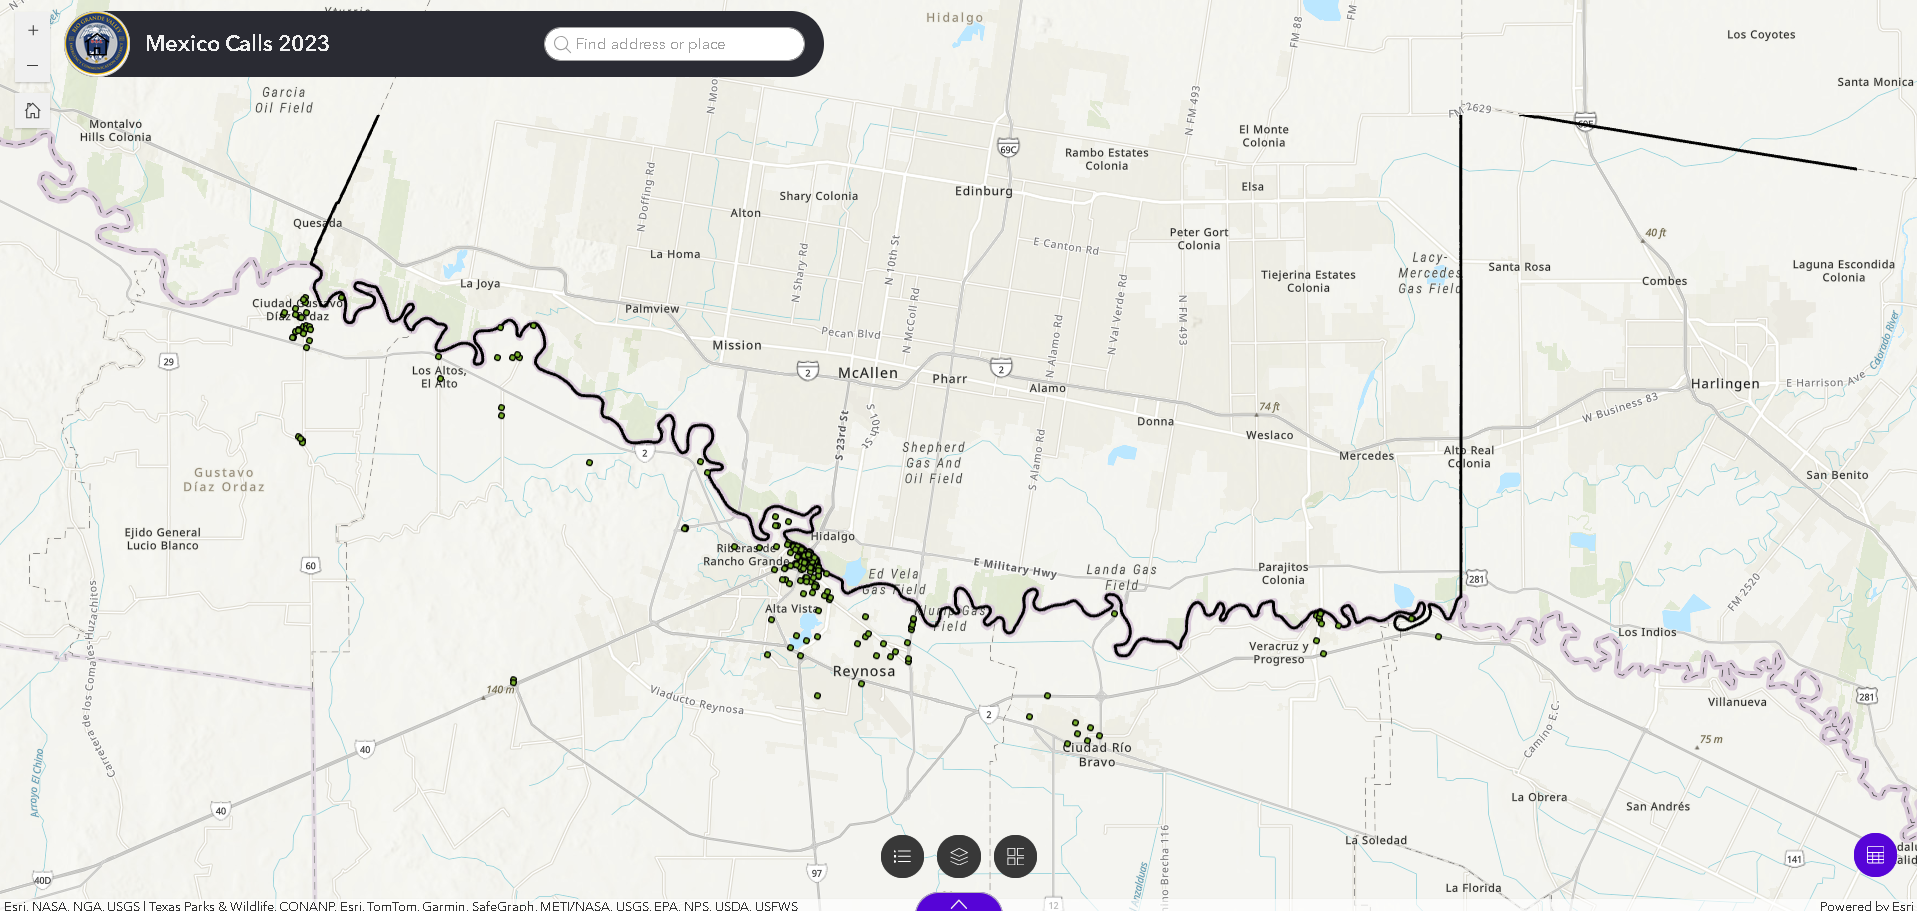 Mexico Calls 2023
Find address or place
Hidalgo
FM 88
FM
Los Coyotes
Santa Monica
Garcia
Oil Field
Montalvo
Hills Colonia
N Moo
N FM 493
FM 2629
69E
69C
El Monte
Colonia
Rambo Estates
Colonia
Edinburg
Elsa
Shary Colonia
Alton
N Doffing Rd
Quesada
La Homa
N Shary Rd
N 10th St
E Canton Rd
Peter Gort
Colonia
40 ft
Lacy-
Mercedes
Gas Field
Santa Rosa
Combes
Laguna Escondida
Colonia
Tiejerina Estates
Colonia
La Joya
Ciudad Gustavo
Díaz Ordaz
Palmview
Pecan Blvd
N McColl Rd
N Alamo Rd
N Val Verde Rd
N FM 493
Mission
29
2
McAllen
Pharr
2
Alamo
Los Altos,
El Alto
Harlingen
E Harrison Ave
W Business 83
74 ft
Donna
Weslaco
Mercedes
Alto Real
Colonia
S 23rd St
S 10th St
Shepherd
Gas And
Oil Field
S Alamo Rd
2
San Benito
Gustavo
Díaz Ordaz
Ejido General
Lucio Blanco
60
Riberas de
Rancho Grande
Hidalgo
E Military Hwy
Ed Vela
Gas Field
Landa Gas
Field
Parajitos
Colonia
281
FM 2520
Alta Vista
Field
Los Indios
Veracruz y
Progreso
Reynosa
140 m
Viaducto Reynosa
2
Villanueva
281
Camino E.C.
75 m
Carretera de los Comales-Huzachitos
Arroyo El Chino
40
Ciudad Río
Bravo
40
La Obrera
San Andrés
La Soledad
141
97
40D
La Florida
12
Esri, NASA, NGA, USGS | Texas Parks & Wildlife, CONANP, Esri, TomTom, Garmin, SafeGraph, METI/NASA, USGS, EPA, NPS, USDA, USFWS
Powered by Esri